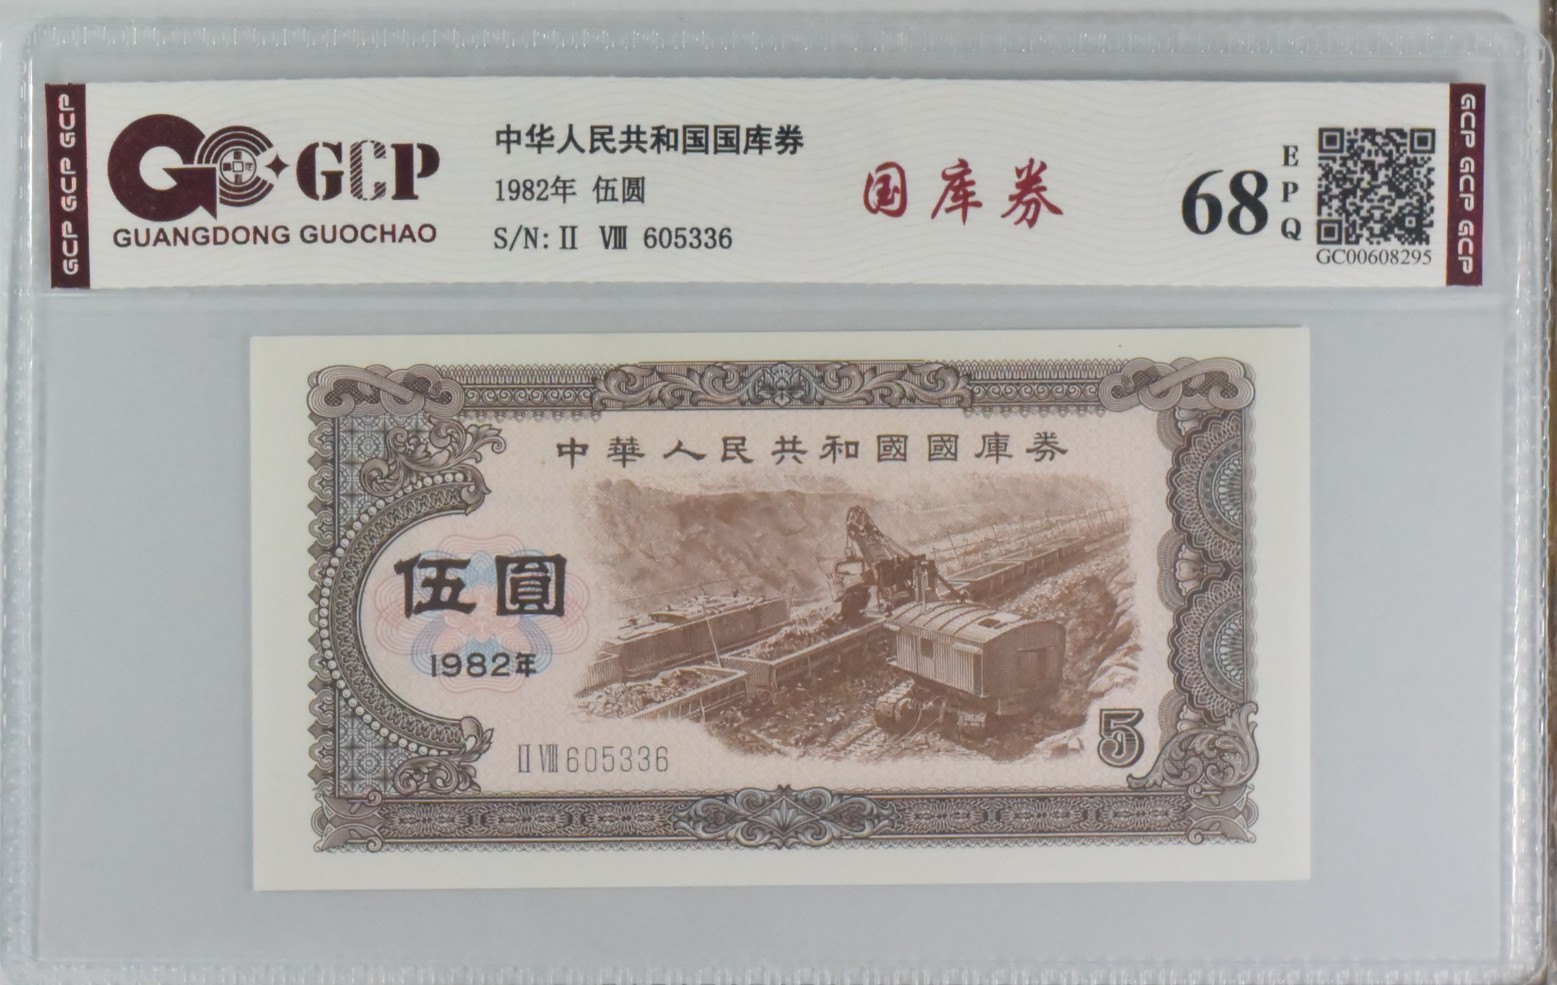 GCP GCP GCP
GCP
GUANGDONG GUOCHAO
中华人民共和国国库券
1982年 伍圆
S/N: II VIII 605336
国库券
68
EPQ
GC00608295
GCP GCP GCP
中華人民共和國國庫券
伍圓
1982年
II VIII 605336
5